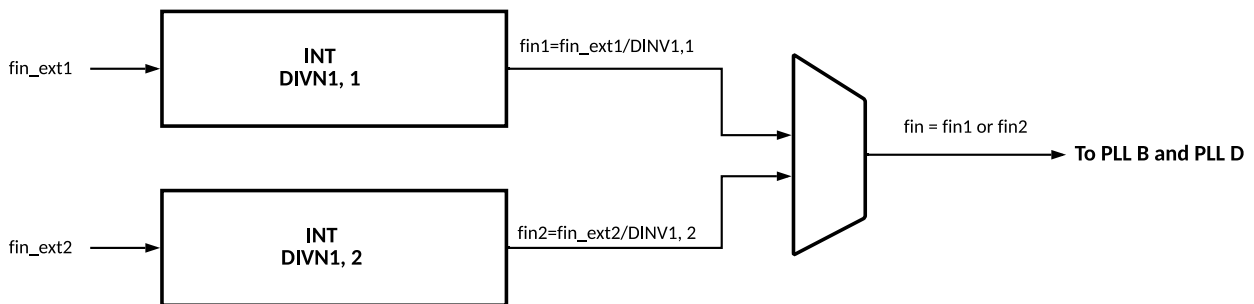 fin_ext1
INT
DIVN1, 1
fin1=fin_ext1/DINV1,1
fin = fin1 or fin2
To PLL B and PLL D
fin_ext2
INT
DIVN1, 2
fin2=fin_ext2/DINV1, 2